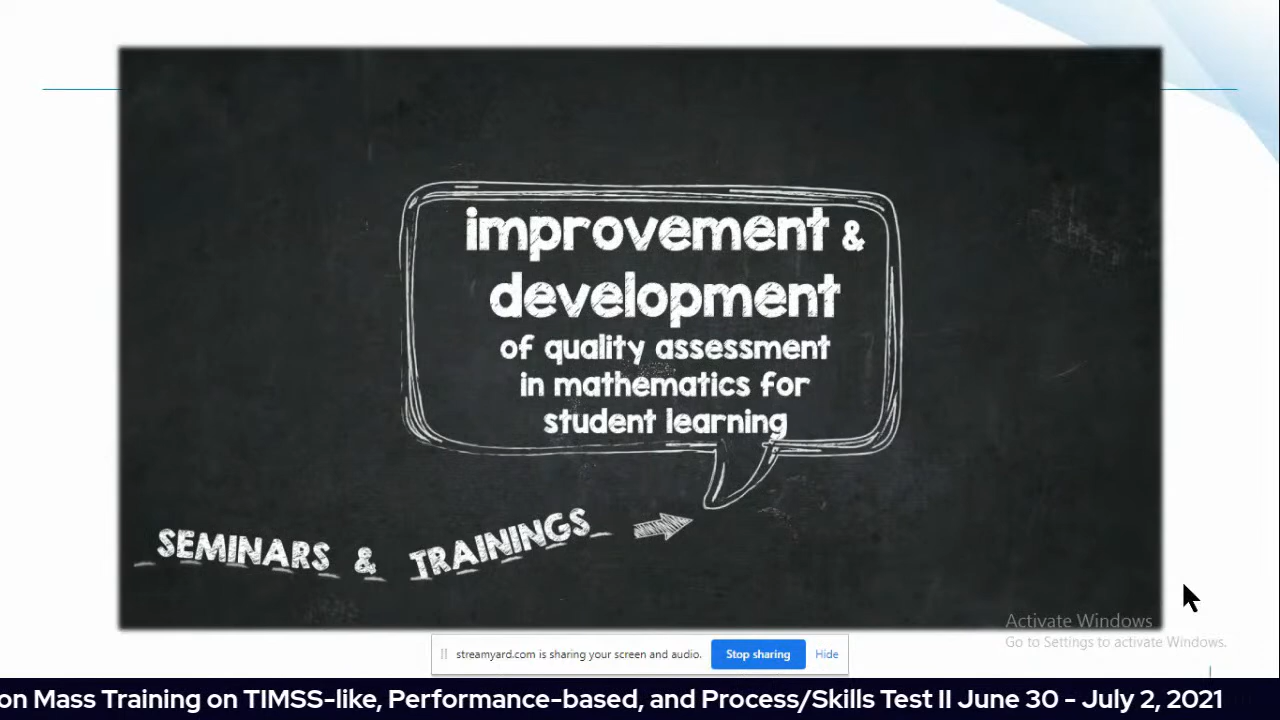 improvement &
development
of quality assessment
in mathematics for
student learning
SEMINARS & TRAININGS
Activate Windows
Go to Settings to activate Windows.
streamyard.com is sharing your screen and audio. Stop sharing Hide
on Mass Training on TIMSS-like, Performance-based, and Process/Skills Test II June 30 - July 2, 2021